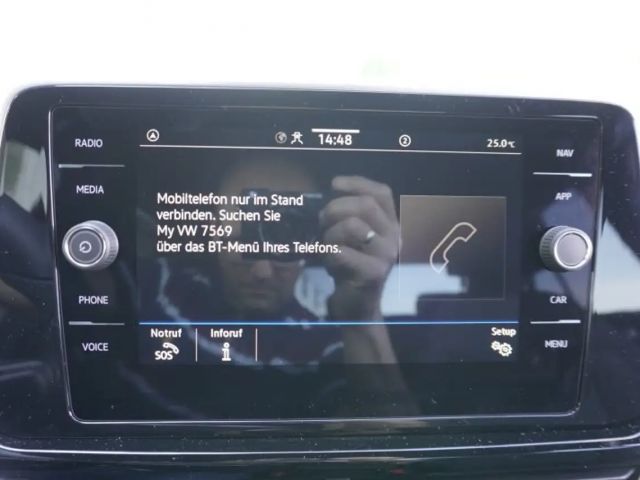 RADIO
MEDIA
PHONE
VOICE
14:48
2
25.0°C
Mobiltelefon nur im Stand
verbinden. Suchen Sie
My VW 7569
über das BT-Menü Ihres Telefons.
Notruf
SOS
Inforuf
i
Setup
NAV
APP
CAR
MENU